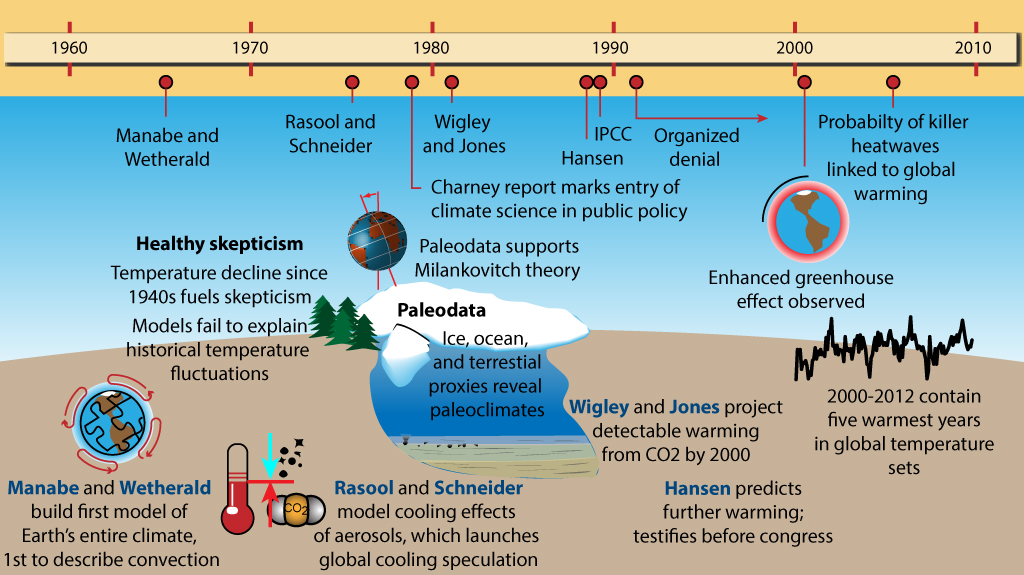 1960
1970
1980
1990
2000
2010
Manabe and
Wetherald
Rasool and
Schneider
Wigley
and Jones
IPCC
Hansen
Organized
denial
Probabilty of killer
heatwaves
linked to global
warming
Charney report marks entry of
climate science in public policy
Healthy skepticism
Temperature decline since
1940s fuels skepticism
Models fail to explain
historical temperature
fluctuations
Paleodata supports
Milankovitch theory
Enhanced greenhouse
effect observed
Paleodata
Ice, ocean,
and terrestial
proxies reveal
paleoclimates
Wigley and Jones project
detectable warming
from CO2 by 2000
2000-2012 contain
five warmest years
in global temperature
sets
Manabe and Wetherald
build first model of
Earth's entire climate,
1st to describe convection
CO2
Rasool and Schneider
model cooling effects
of aerosols, which launches
global cooling speculation
Hansen predicts
further warming;
testifies before congress